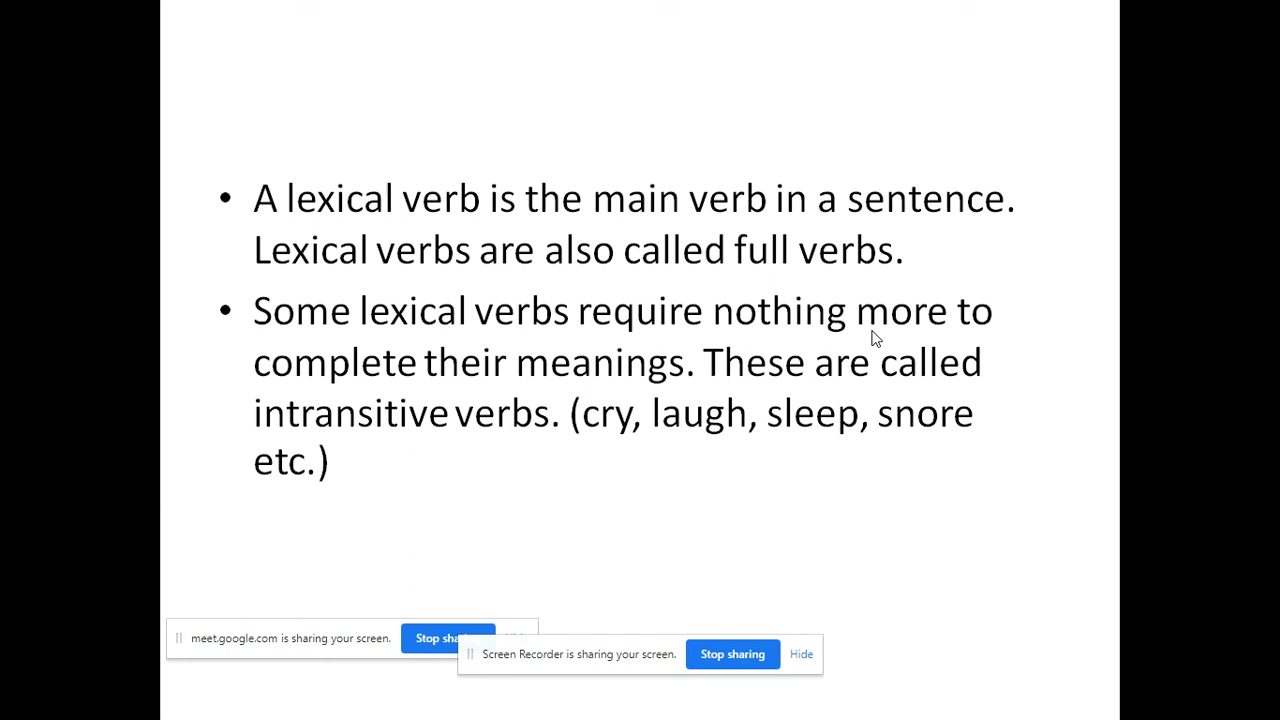 • A lexical verb is the main verb in a sentence.
Lexical verbs are also called full verbs.
• Some lexical verbs require nothing more to
complete their meanings. These are called
intransitive verbs. (cry, laugh, sleep, snore
etc.)
meet.google.com is sharing your screen. Stop
Screen Recorder is sharing your screen. Stop sharing Hide